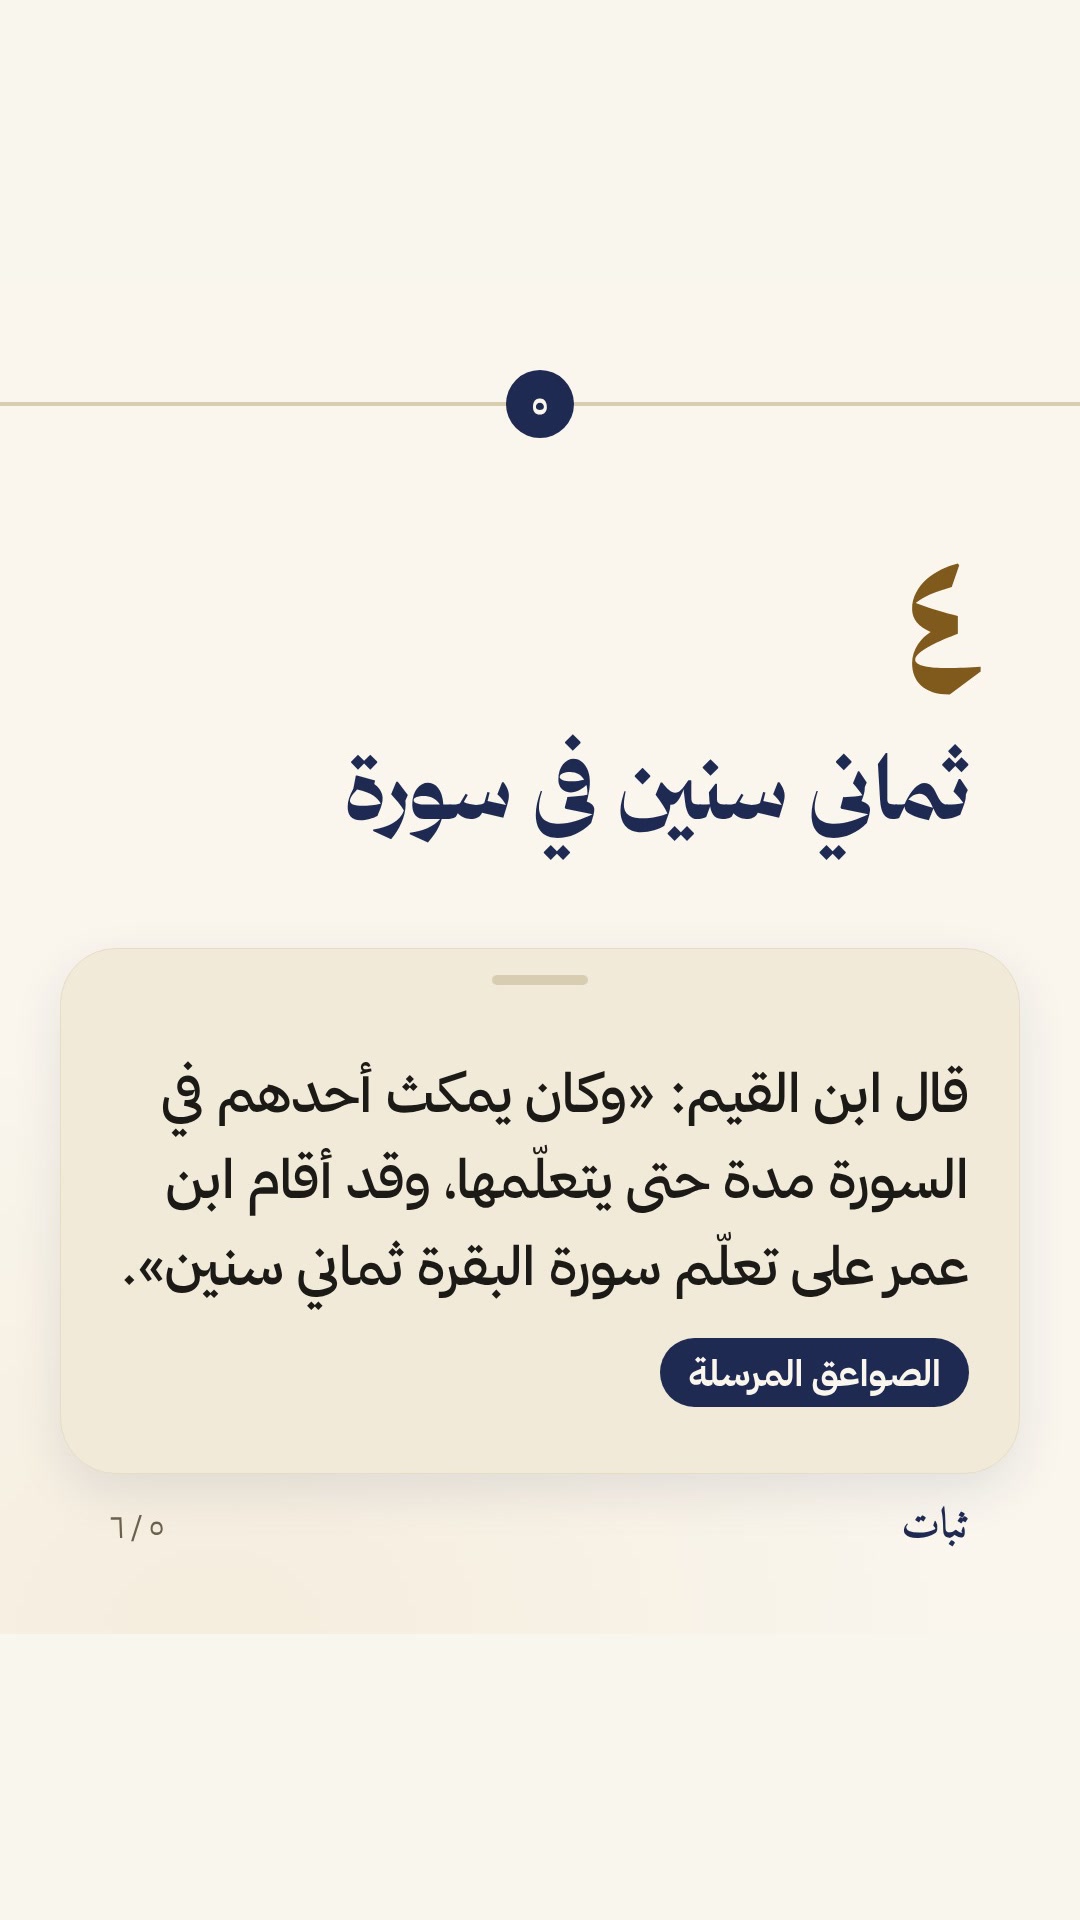 ٥
٤
ثماني سنين في سورة
قال ابن القيم: «وكان يمكث أحدهم في
السورة مدة حتى يتعلّمها، وقد أقام ابن
عمر على تعلّم سورة البقرة ثماني سنين».
الصواعق المرسلة
ثبات
٥ / ٦